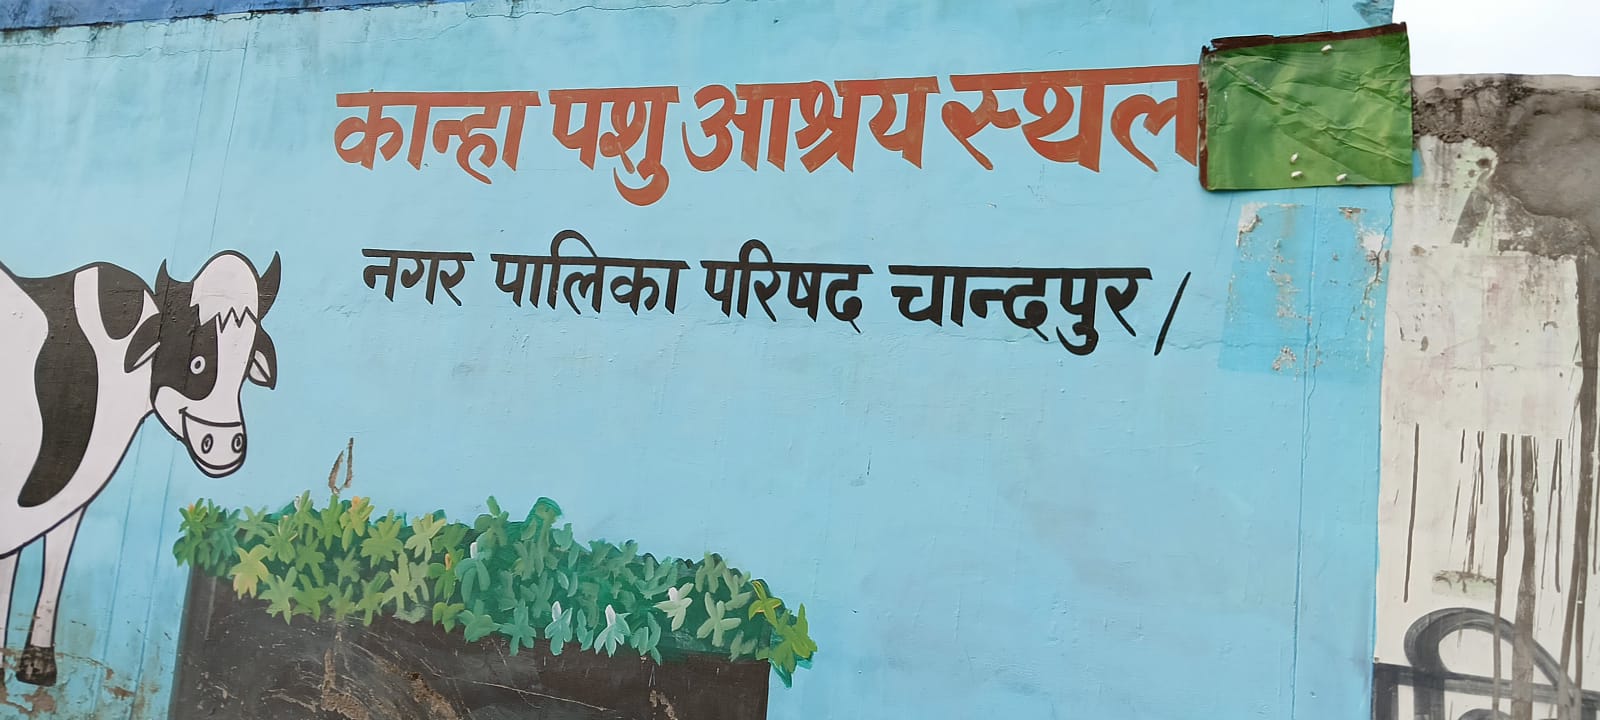 कान्हा पशु आश्रय स्थल
नगर पालिका परिषद चान्दपुर/